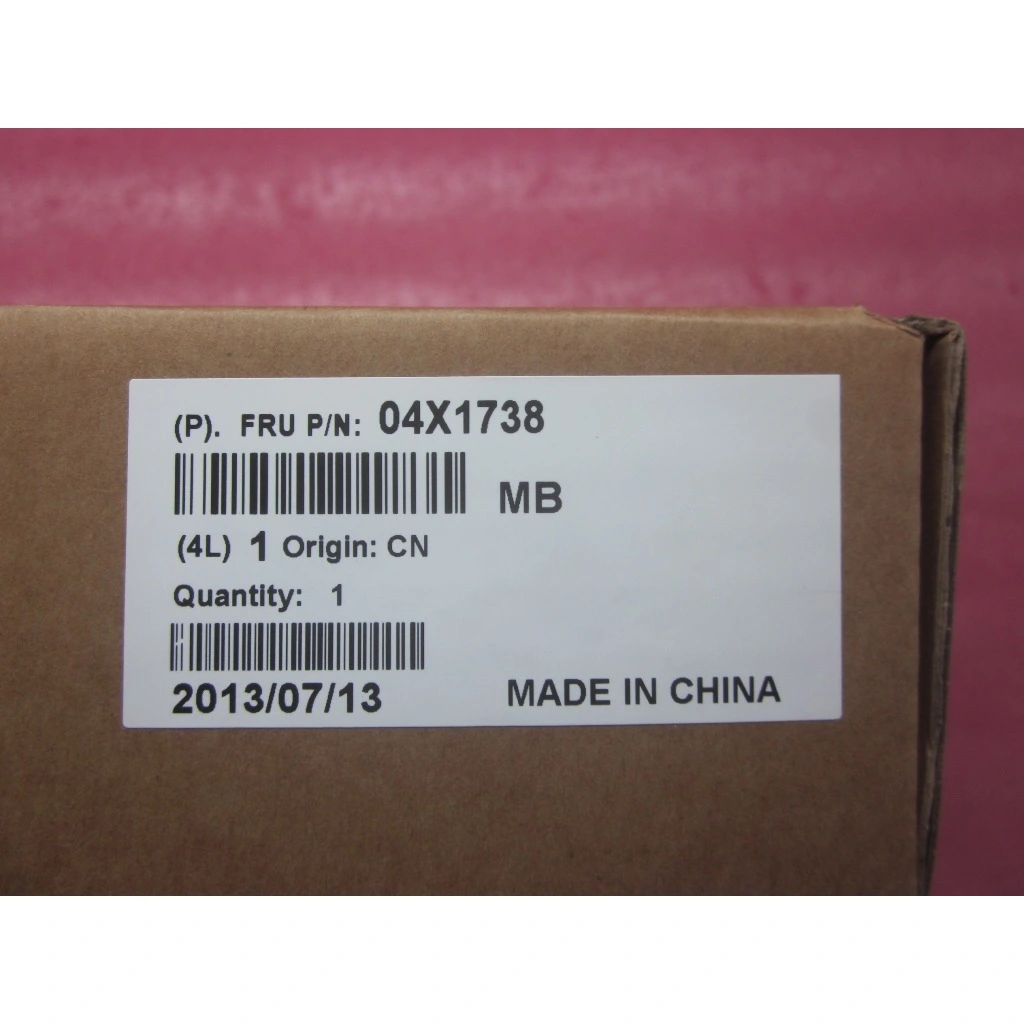 (P). FRU P/N: 04X1738
MB
(4L) 1 Origin: CN
Quantity: 1
2013/07/13 MADE IN CHINA